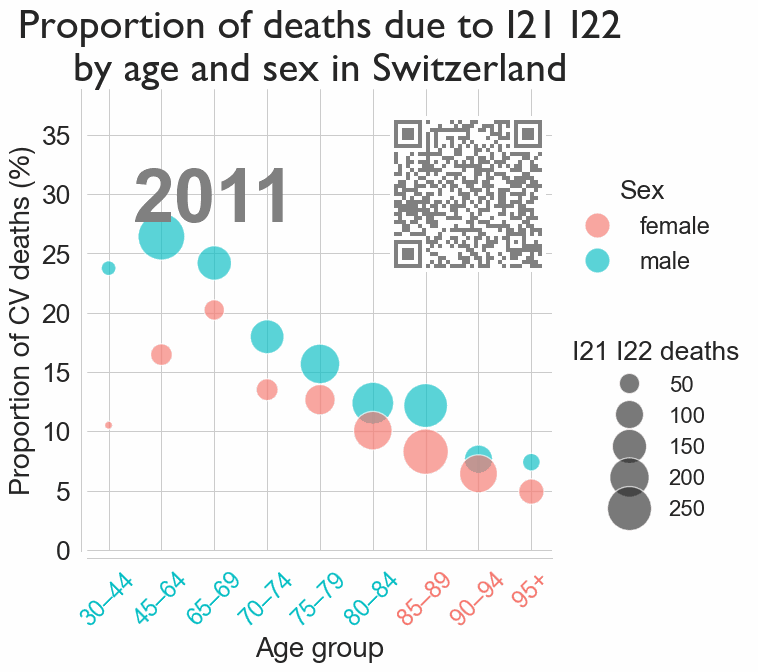 Proportion of deaths due to I21 I22
by age and sex in Switzerland
2011
Proportion of CV deaths (%)
35
30
25
20
15
10
5
0
30–44
45–64
65–69
70–74
75–79
80–84
85–89
90–94
95+
Age group
Sex
female
male
I21 I22 deaths
50
100
150
200
250